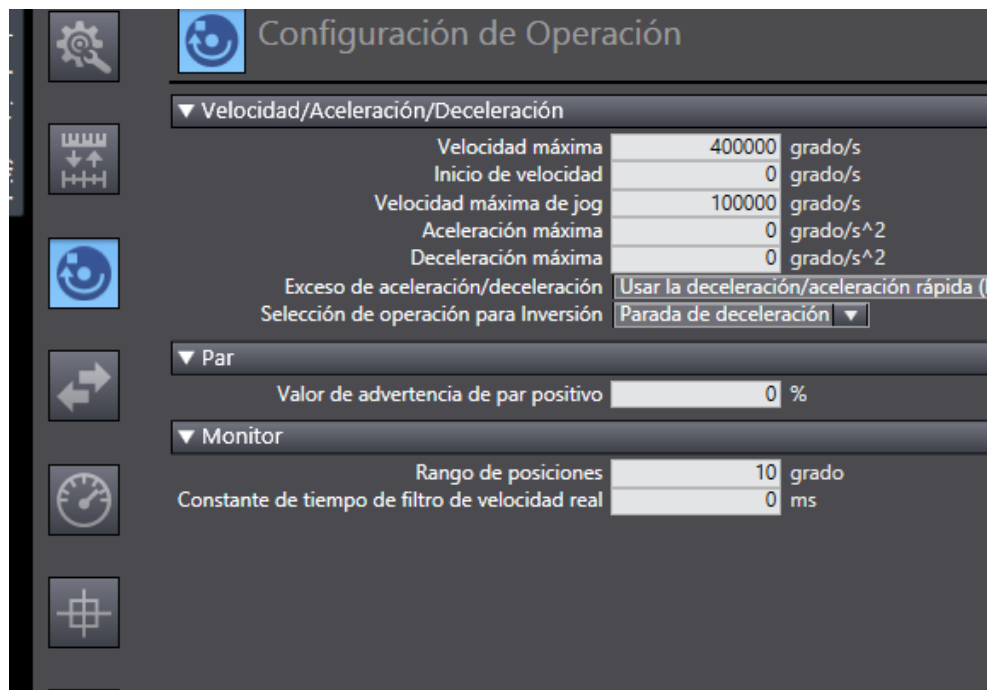 Configuración de Operación
Velocidad/Aceleración/Deceleración
Velocidad máxima 400000 grado/s
Inicio de velocidad 0 grado/s
Velocidad máxima de jog 100000 grado/s
Aceleración máxima 0 grado/s^2
Deceleración máxima 0 grado/s^2
Exceso de aceleración/deceleración Usar la deceleración/aceleración rápida (
Selección de operación para Inversión Parada de deceleración
Par
Valor de advertencia de par positivo 0 %
Monitor
Rango de posiciones 10 grado
Constante de tiempo de filtro de velocidad real 0 ms